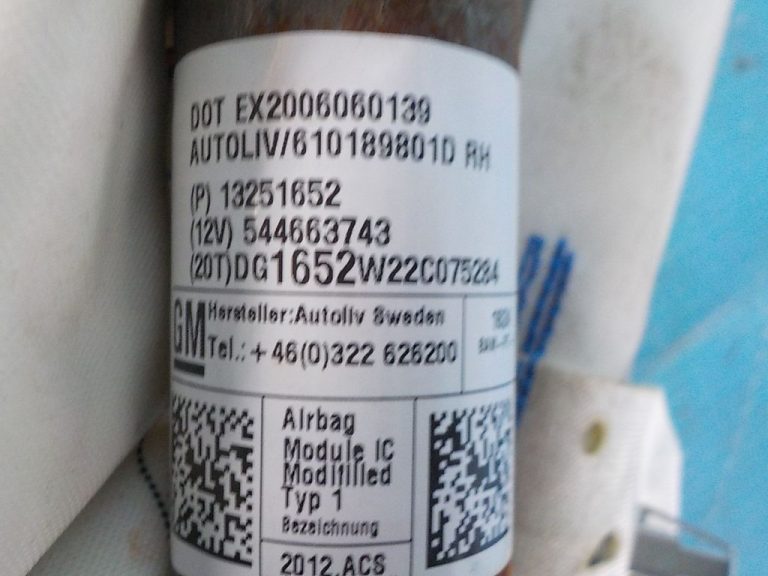 DOT EX2006060139
AUTOLIV/610189801D RH
(P) 13251652
(12V) 544663743
(20T)DG1652W22C075284
GM
Hersteller:Autoliv Sweden
Tel.: +46(0)322 626200
Airbag
Module IC
Modifilled
Typ 1
Bezeichnung
2012.ACS